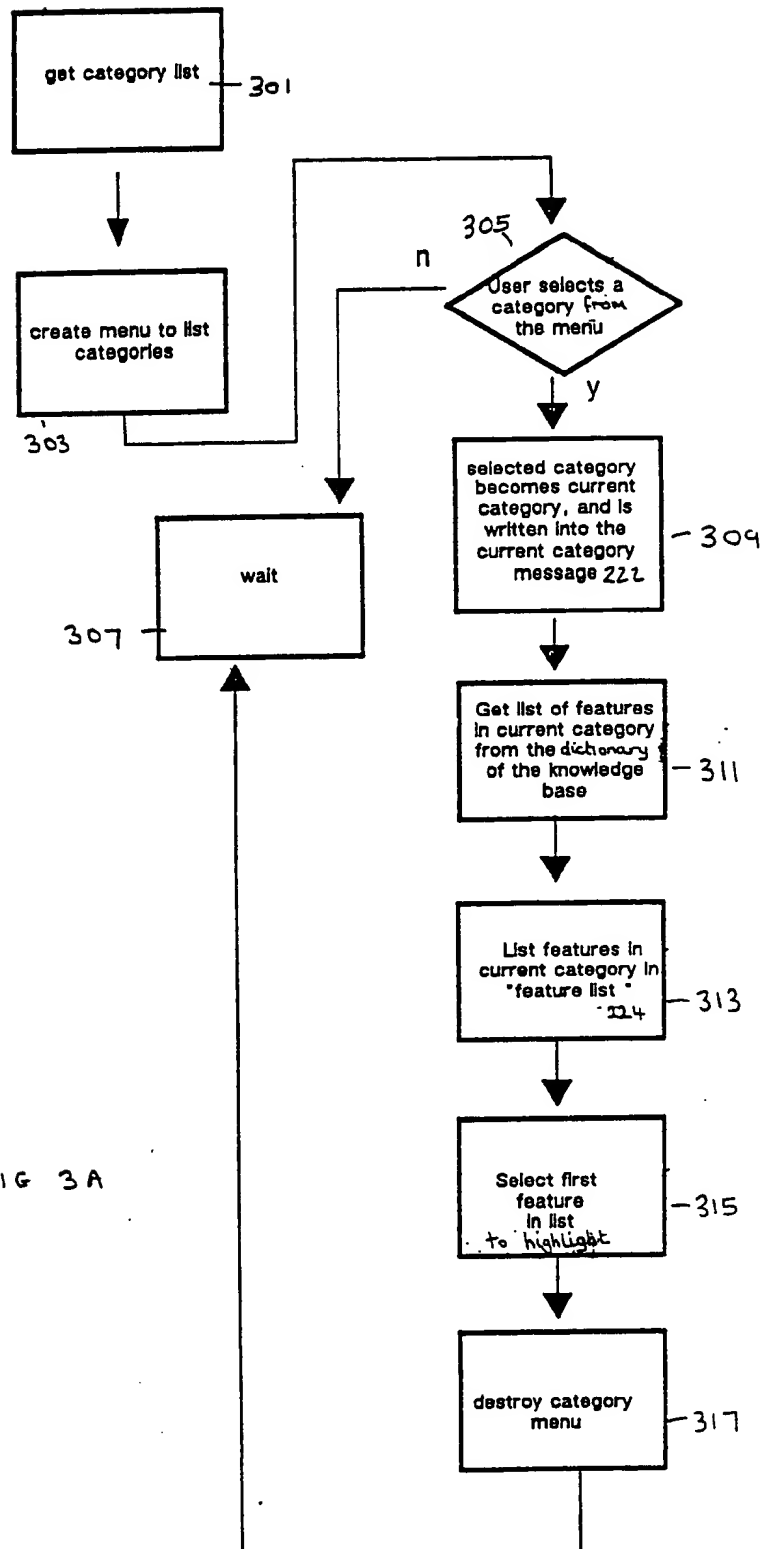 get category list
301
create menu to list
categories
303
305
n
User selects a
category from
the menu
y
307
wait
selected category
becomes current
category, and is
written into the
current category
message 222
309
Get list of features
in current category
from the dictionary
of the knowledge
base
311
List features in
current category in
"feature list"
224
313
IG 3A
Select first
feature
in list
to highlight
315
destroy category
menu
317